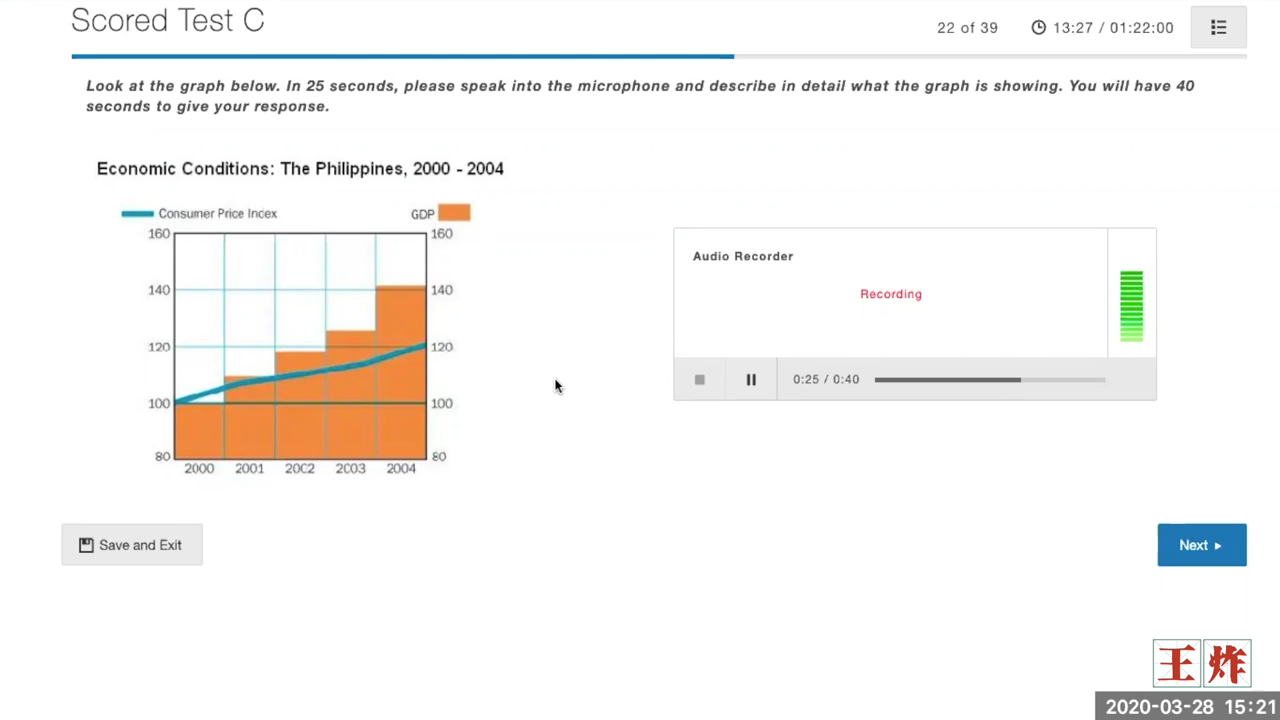 Scored Test C
22 of 39
13:27 / 01:22:00
Look at the graph below. In 25 seconds, please speak into the microphone and describe in detail what the graph is showing. You will have 40
seconds to give your response.
Economic Conditions: The Philippines, 2000 - 2004
Consumer Price Index
GDP
160 160
140 140
120 120
100 100
80 80
2000 2001 2002 2003 2004
Audio Recorder
Recording
0:25 / 0:40
Save and Exit
Next
王炸
2020-03-28 15:21